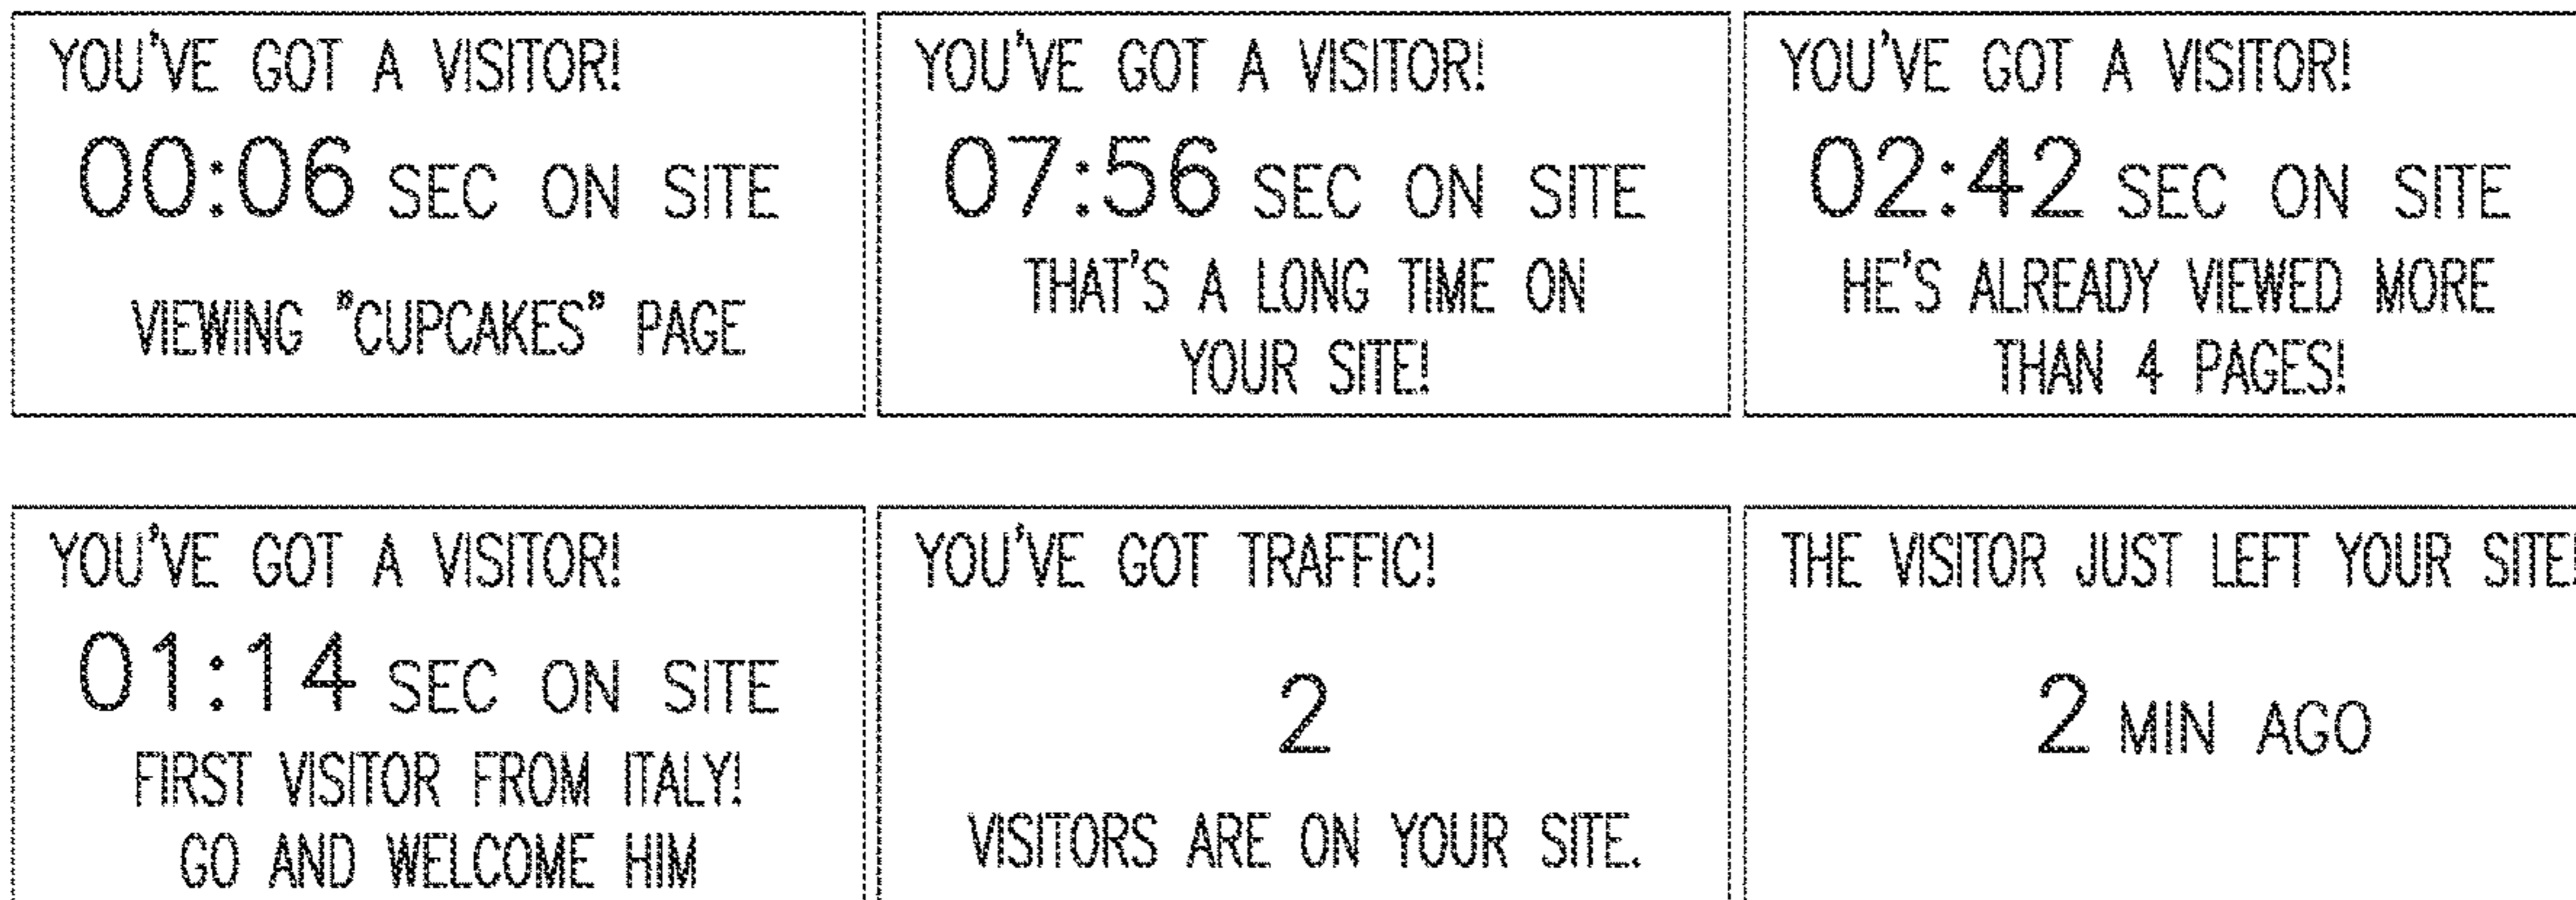 YOU'VE GOT A VISITOR!
00:06 SEC ON SITE
VIEWING "CUPCAKES" PAGE
YOU'VE GOT A VISITOR!
07:56 SEC ON SITE
THAT'S A LONG TIME ON
YOUR SITE!
YOU'VE GOT A VISITOR!
02:42 SEC ON SITE
HE'S ALREADY VIEWED MORE
THAN 4 PAGES!
YOU'VE GOT A VISITOR!
01:14 SEC ON SITE
FIRST VISITOR FROM ITALY!
GO AND WELCOME HIM
YOU'VE GOT TRAFFIC!
2
VISITORS ARE ON YOUR SITE.
THE VISITOR JUST LEFT YOUR SITE!
2 MIN AGO